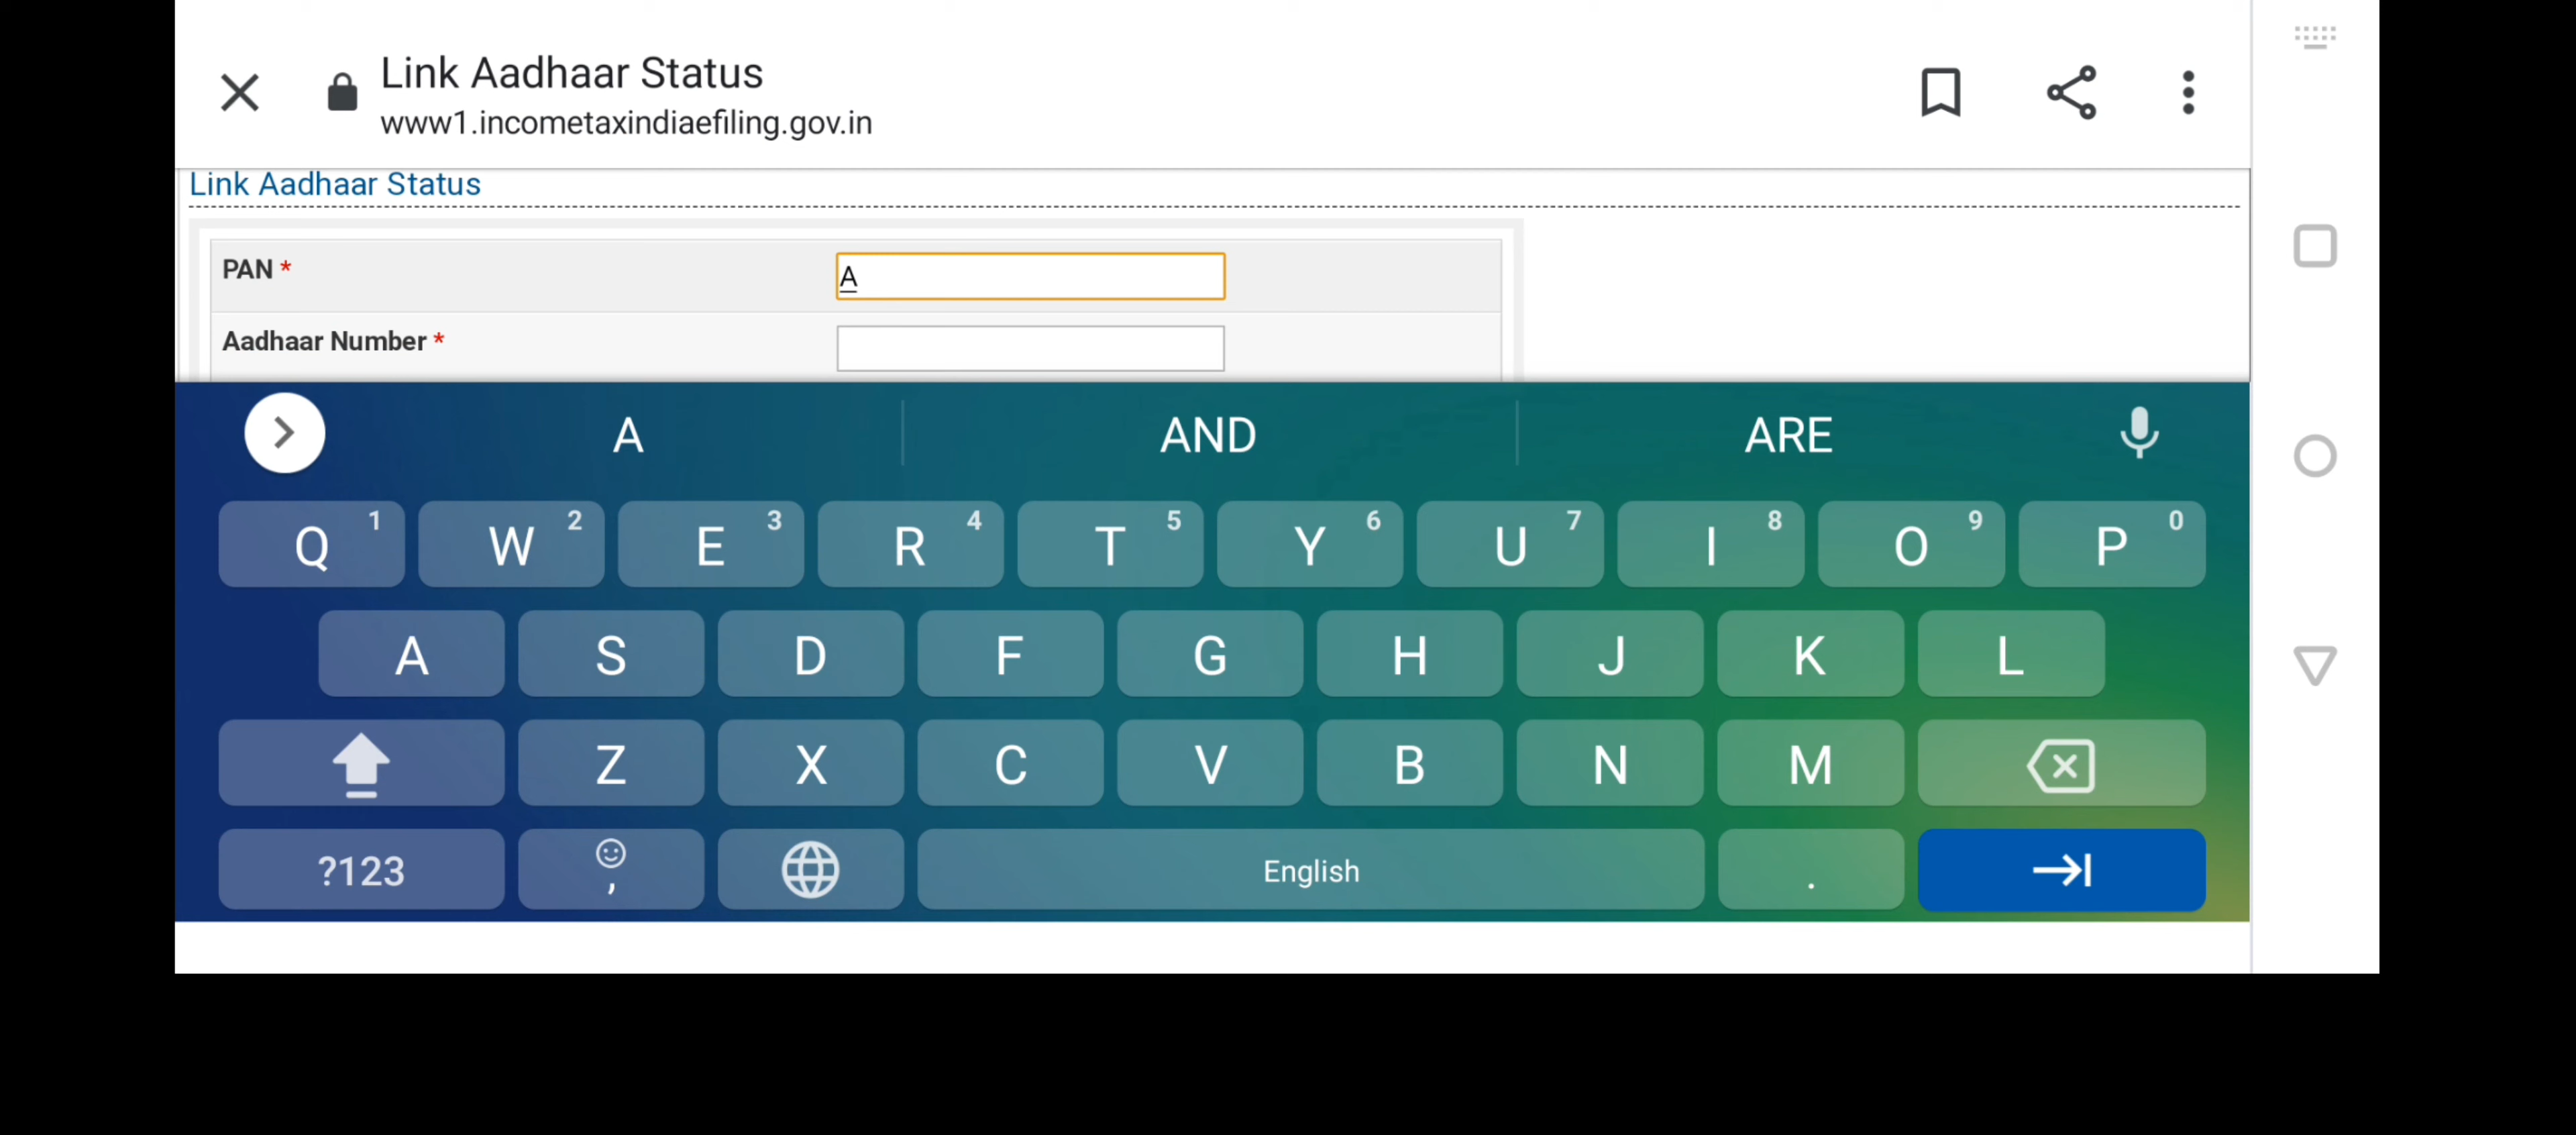 Link Aadhaar Status
www1.incometaxindiaefiling.gov.in
Link Aadhaar Status
PAN * A
Aadhaar Number *
A AND ARE
Q 1 W 2 E 3 R 4 T 5 Y 6 U 7 I 8 O 9 P 0
A S D F G H J K L
Z X C V B N M
?123 , English .